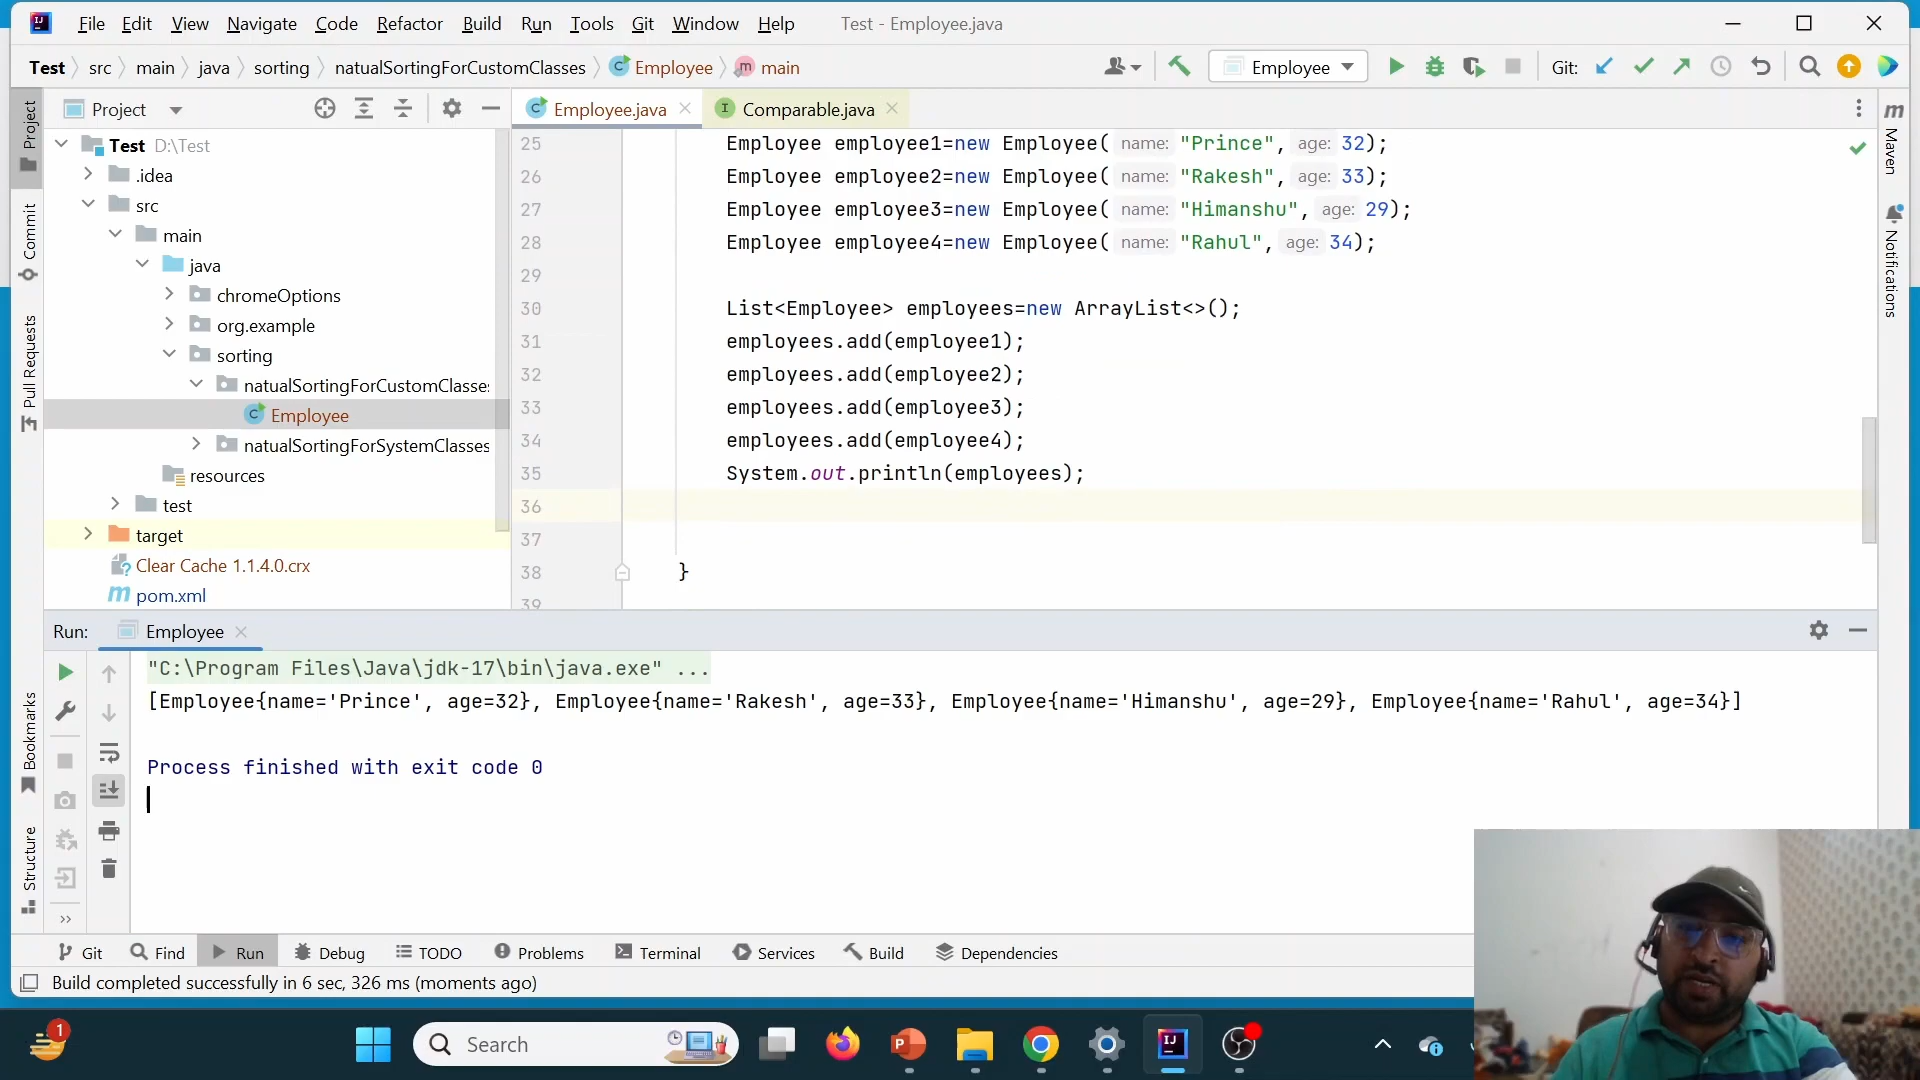 File Edit View Navigate Code Refactor Build Run Tools Git Window Help Test - Employee.java
Test src main java sorting natualSortingForCustomClasses Employee main Employee Git:
Project Employee.java Comparable.java
Test D:\Test
.idea
src
main
java
chromeOptions
org.example
sorting
natualSortingForCustomClasse
Employee
natualSortingForSystemClasses
resources
test
target
Clear Cache 1.1.4.0.crx
pom.xml
25 Employee employee1=new Employee( name: "Prince", age: 32);
26 Employee employee2=new Employee( name: "Rakesh", age: 33);
27 Employee employee3=new Employee( name: "Himanshu", age: 29);
28 Employee employee4=new Employee( name: "Rahul", age: 34);
29
30 List<Employee> employees=new ArrayList<>();
31 employees.add(employee1);
32 employees.add(employee2);
33 employees.add(employee3);
34 employees.add(employee4);
35 System.out.println(employees);
36
37
38 }
39
Project
Commit
Pull Requests
Bookmarks
Structure
Maven
Notifications
Run: Employee
"C:\Program Files\Java\jdk-17\bin\java.exe" ...
[Employee{name='Prince', age=32}, Employee{name='Rakesh', age=33}, Employee{name='Himanshu', age=29}, Employee{name='Rahul', age=34}]
Process finished with exit code 0
Git Find Run Debug TODO Problems Terminal Services Build Dependencies
Build completed successfully in 6 sec, 326 ms (moments ago)
1 Search